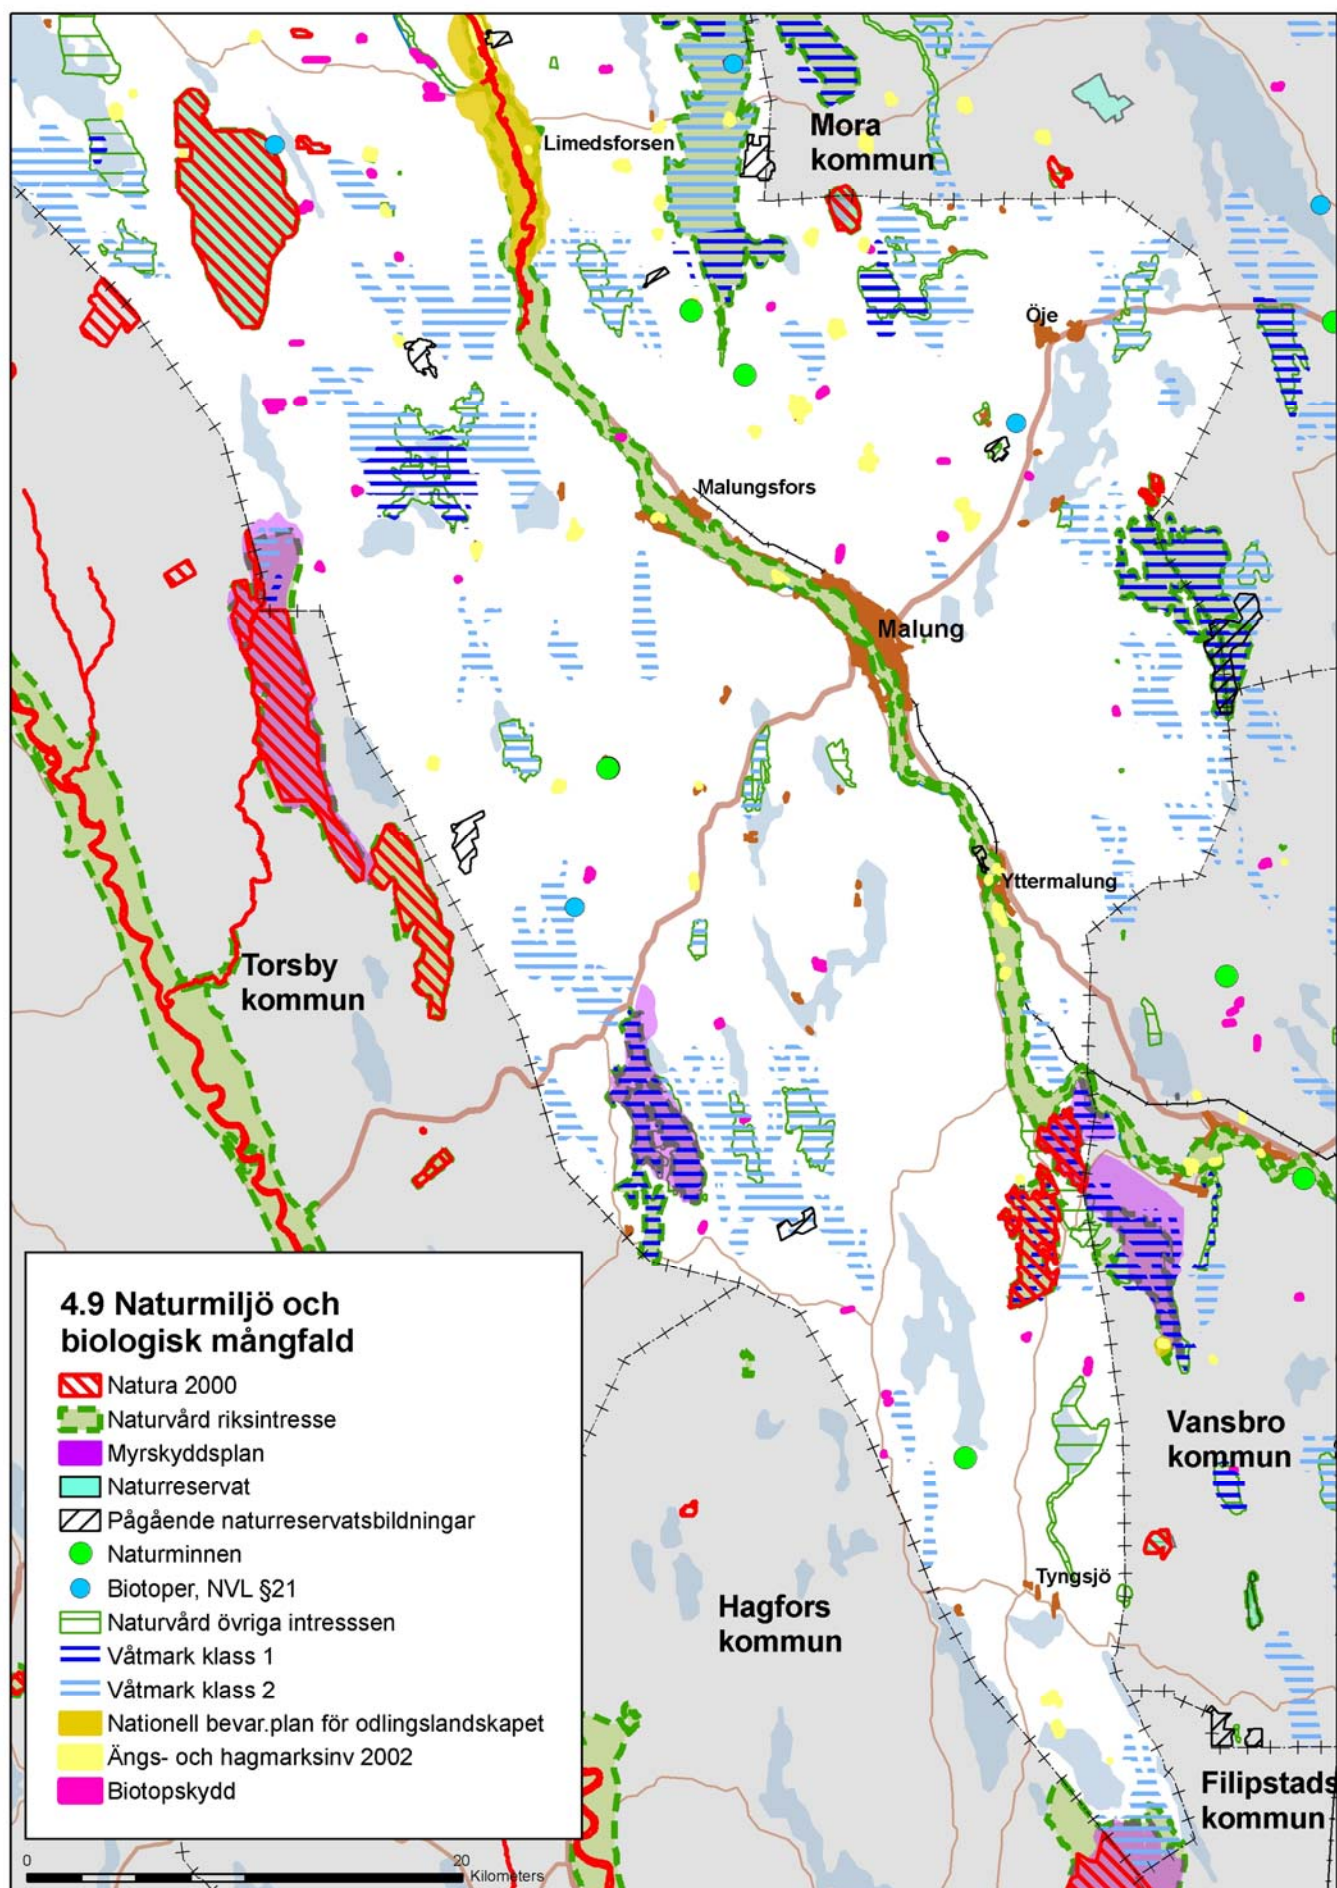 Limedsforsen
Mora
kommun
Öje
Malungsfors
Malung
Yttermalung
Torsby
kommun
4.9 Naturmiljö och
biologisk mångfald
Natura 2000
Naturvård riksintresse
Myrskyddsplan
Naturreservat
Pågående naturreservatsbildningar
Naturminnen
Biotoper, NVL §21
Naturvård övriga intresssen
Våtmark klass 1
Våtmark klass 2
Nationell bevar.plan för odlingslandskapet
Ängs- och hagmarksinv 2002
Biotopskydd
Vansbro
kommun
Tyngsjö
Hagfors
kommun
Filipstads
kommun
0 20
Kilometers